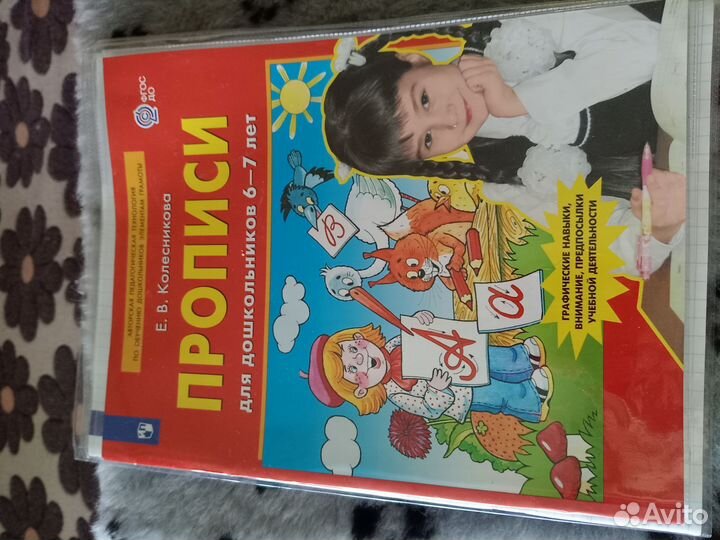 ФГОС
ДО
АВТОРСКАЯ ПЕДАГОГИЧЕСКАЯ ТЕХНОЛОГИЯ
ПО ОБУЧЕНИЮ ДОШКОЛЬНИКОВ ЭЛЕМЕНТАМ ГРАМОТЫ
Е. В. Колесникова
ПРОПИСИ
для дошкольников 6–7 лет
В
А
а
ГРАФИЧЕСКИЕ НАВЫКИ,
ВНИМАНИЕ, ПРЕДПОСЫЛКИ
УЧЕБНОЙ ДЕЯТЕЛЬНОСТИ
Avito